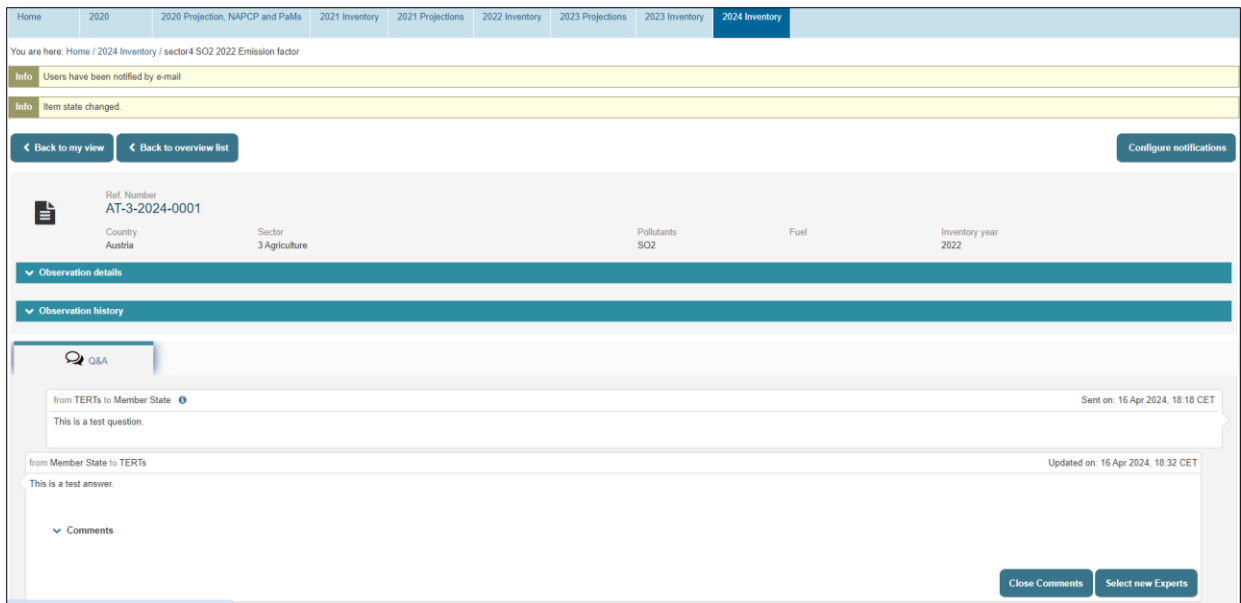 Home 2020 2020 Projection, NAPCP and PaMs 2021 Inventory 2021 Projections 2022 Inventory 2023 Projections 2023 Inventory 2024 Inventory
You are here: Home / 2024 Inventory / sector4 SO2 2022 Emission factor
Info Users have been notified by e-mail
Info Item state changed.
Back to my view Back to overview list Configure notifications
Ref. Number
AT-3-2024-0001
Country Sector Pollutants Fuel Inventory year
Austria 3 Agriculture SO2 2022
Observation details
Observation history
Q&A
from TERTs to Member State Sent on: 16 Apr 2024, 18:18 CET
This is a test question.
from Member State to TERTs Updated on: 16 Apr 2024, 18:32 CET
This is a test answer.
Comments
Close Comments Select new Experts